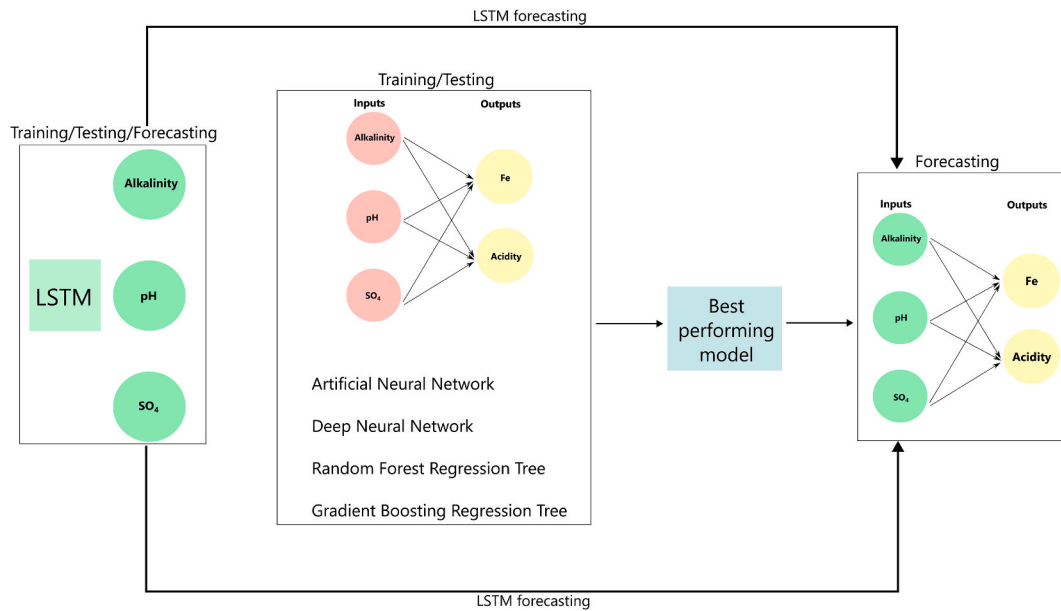 LSTM forecasting
Training/Testing/Forecasting
Alkalinity
LSTM
pH
SO₄
Training/Testing
Inputs
Outputs
Alkalinity
Fe
pH
Acidity
SO₄
Artificial Neural Network
Deep Neural Network
Random Forest Regression Tree
Gradient Boosting Regression Tree
Best
performing
model
Forecasting
Inputs
Outputs
Alkalinity
Fe
pH
Acidity
SO₄
LSTM forecasting